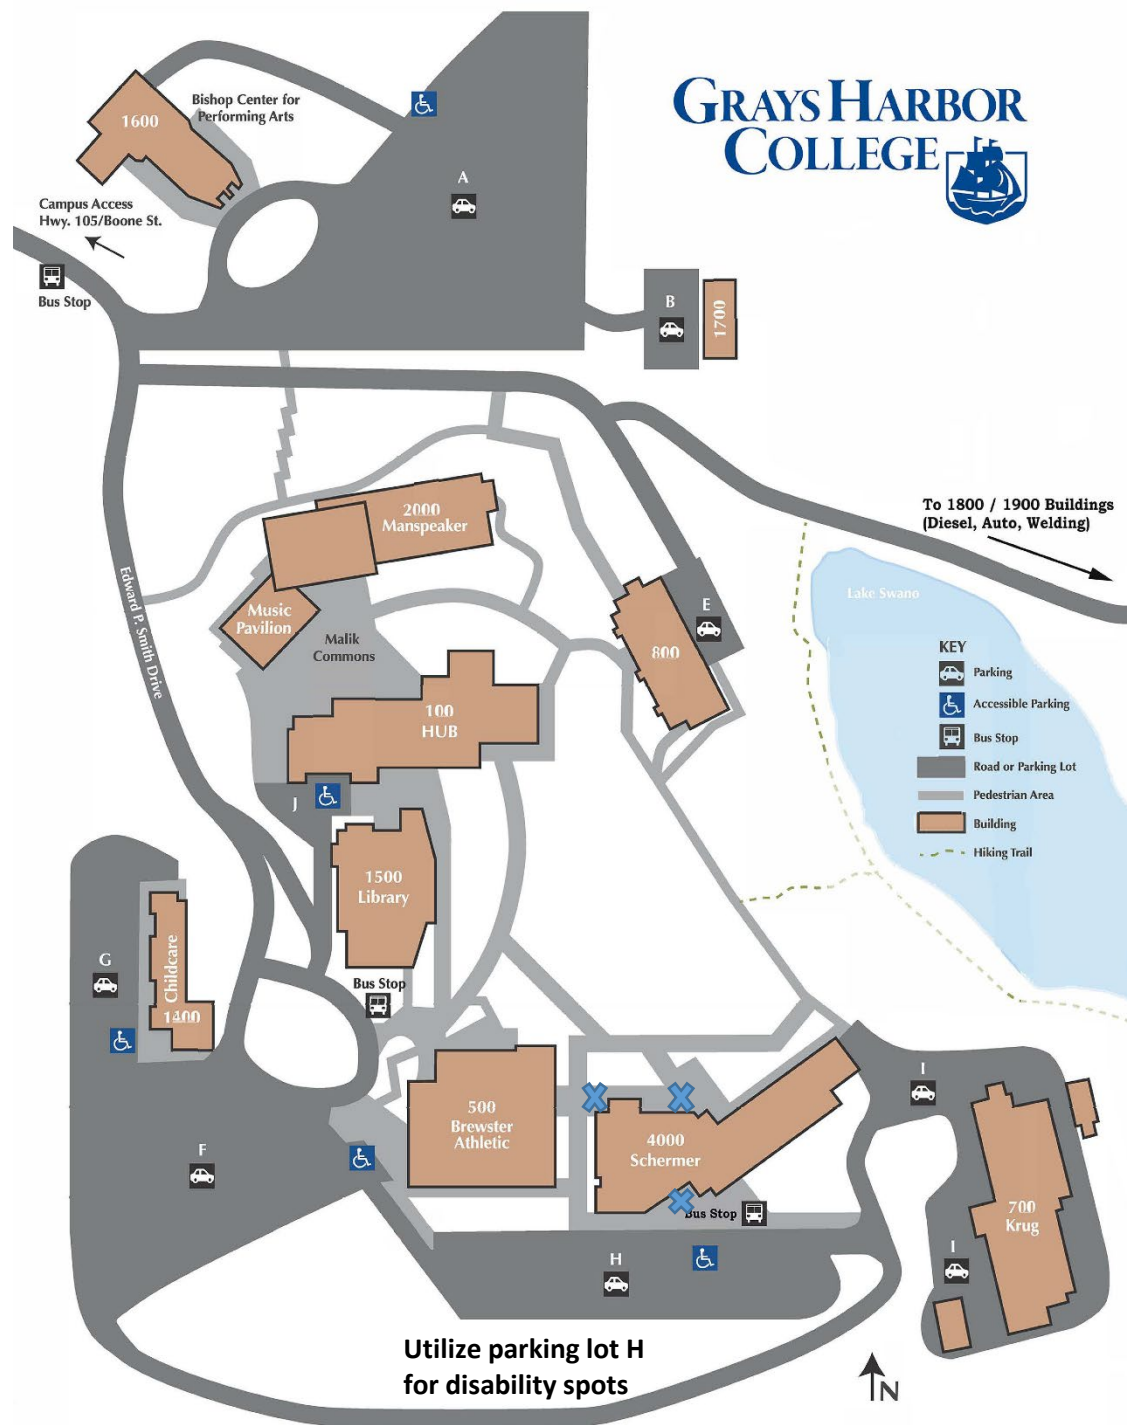 GRAYS HARBOR
COLLEGE
1600
Bishop Center for
Performing Arts
A
Campus Access
Hwy. 105/Boone St.
Bus Stop
B
1700
2000
Manspeaker
To 1800 / 1900 Buildings
(Diesel, Auto, Welding)
Edward P. Smith Drive
Music
Pavilion
Malik
Commons
E
800
Lake Swano
KEY
Parking
Accessible Parking
Bus Stop
Road or Parking Lot
Pedestrian Area
Building
Hiking Trail
100
HUB
J
1500
Library
G
Childcare
1400
Bus Stop
500
Brewster
Athletic
4000
Schermer
I
F
Bus Stop
700
Krug
H
I
Utilize parking lot H
for disability spots
N